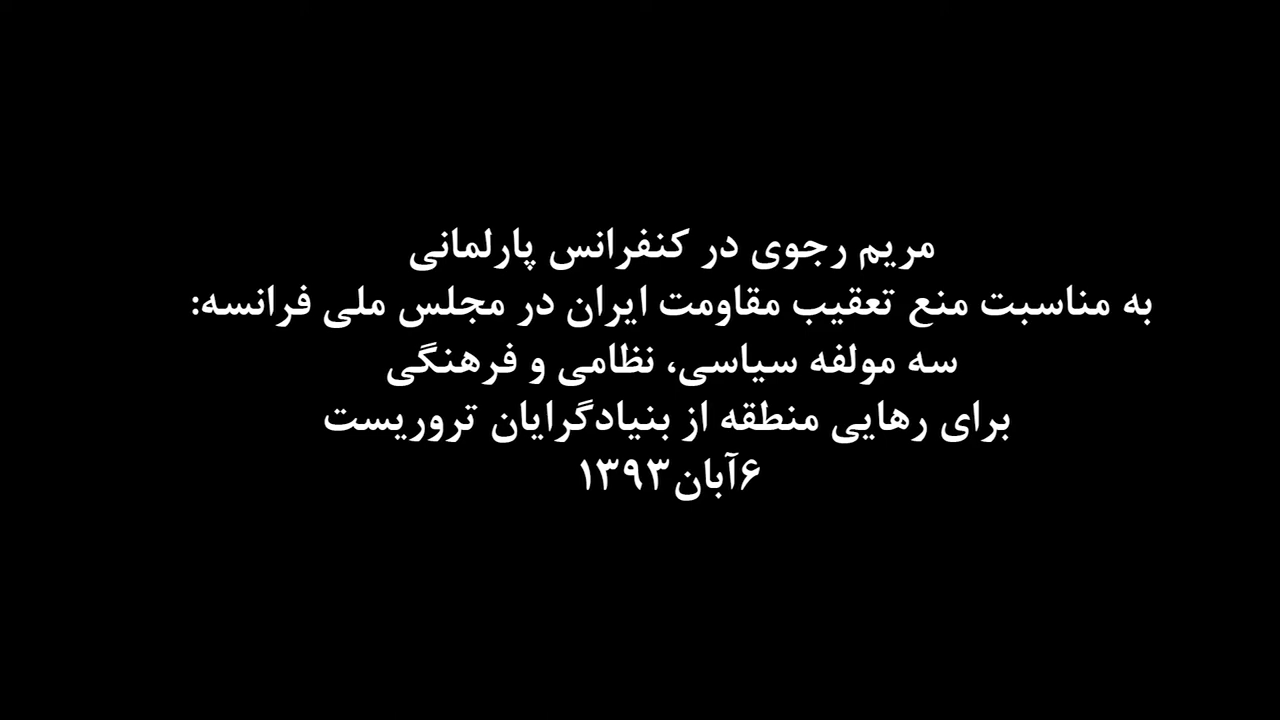 مریم رجوی در کنفرانس پارلمانی
به مناسبت منع تعقیب مقاومت ایران در مجلس ملی فرانسه:
سه مولفه سیاسی، نظامی و فرهنگی
برای رهایی منطقه از بنیادگرایان تروریست
۶آبان۱۳۹۳